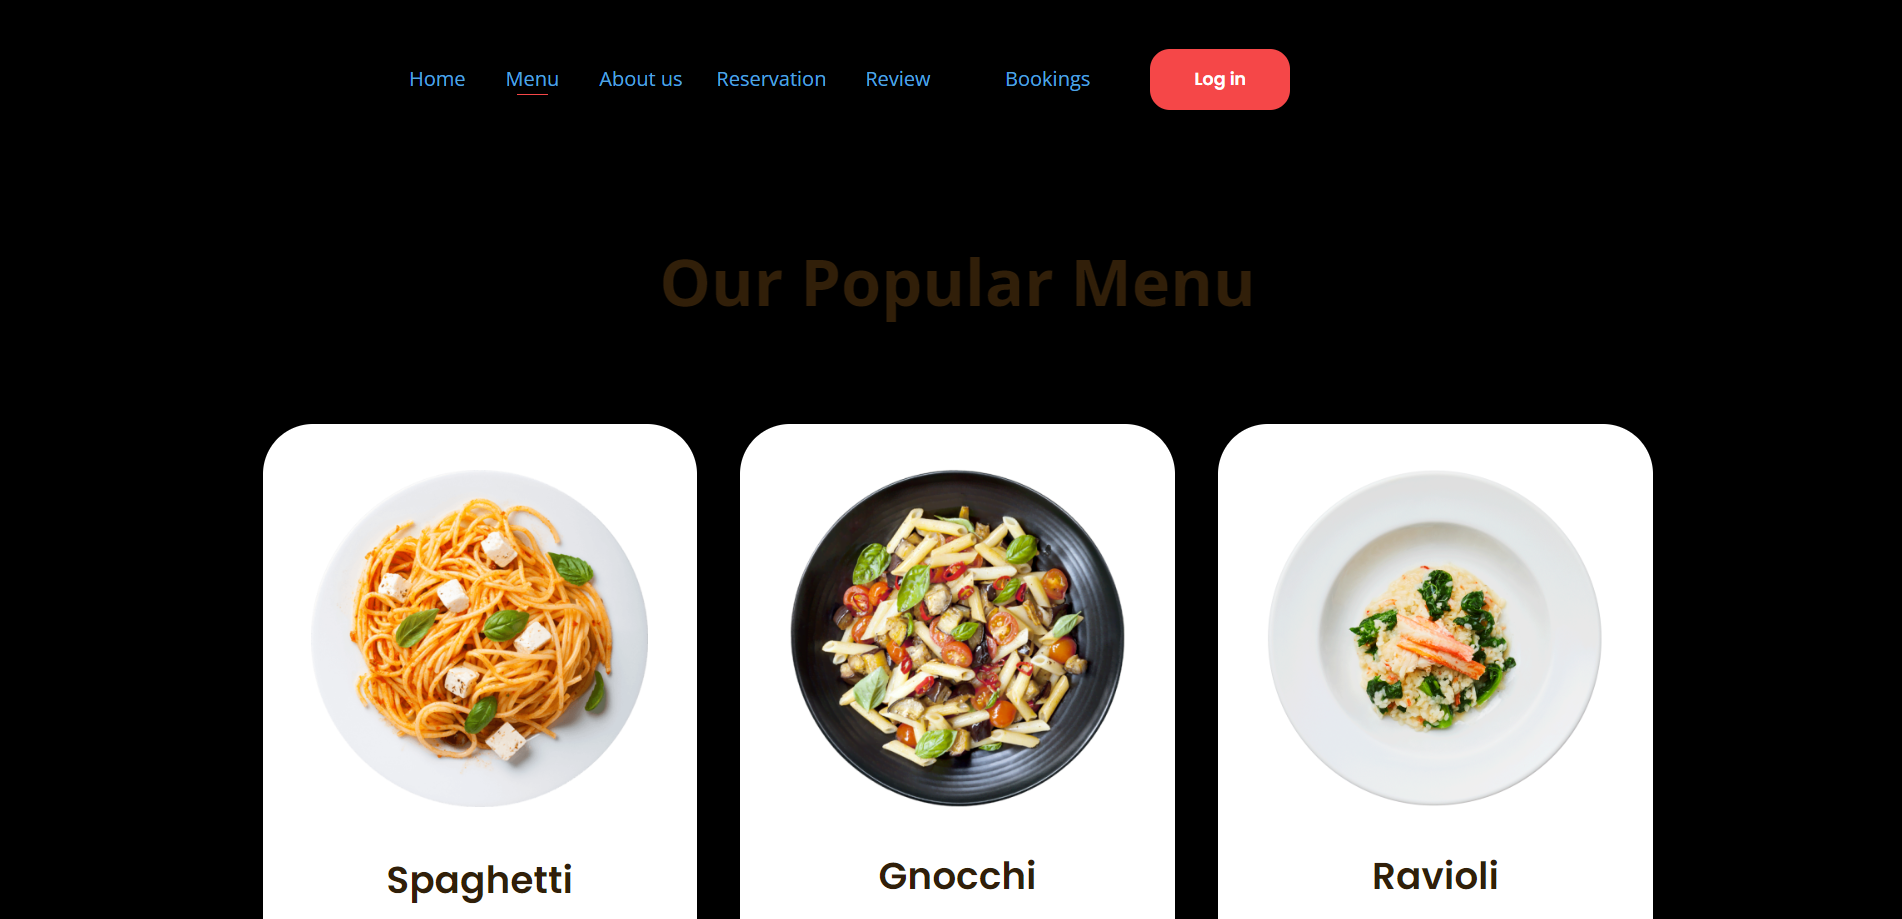 Home Menu About us Reservation Review Bookings Log in
Our Popular Menu
Spaghetti Gnocchi Ravioli